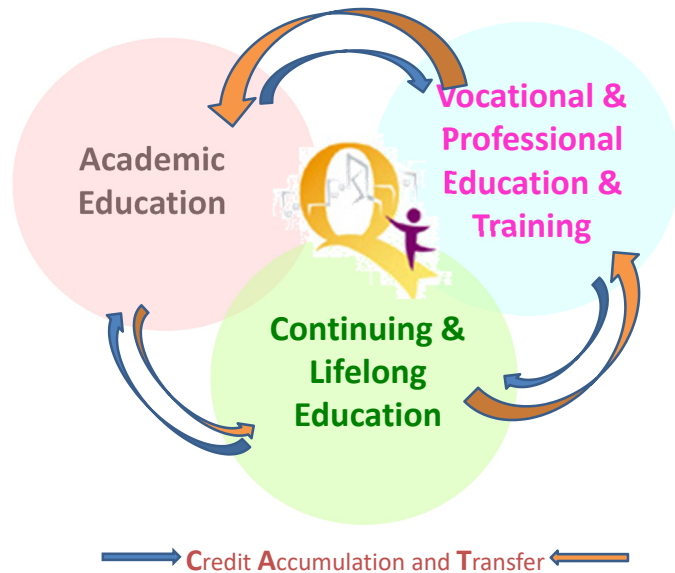 Academic
Education
Vocational &
Professional
Education &
Training
Q
Continuing &
Lifelong
Education
Credit Accumulation and Transfer